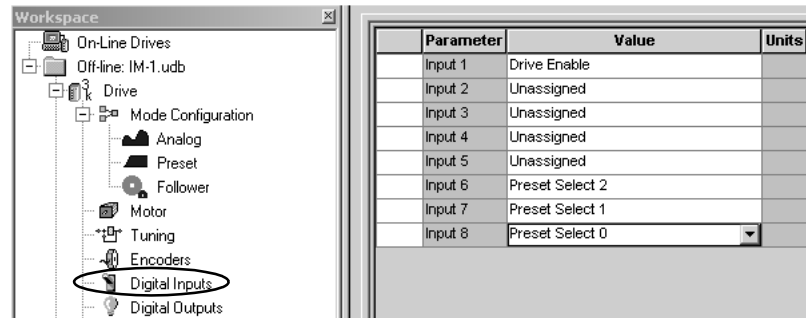 Workspace
On-Line Drives
Off-line: IM-1.udb
3k Drive
Mode Configuration
Analog
Preset
Follower
Motor
Tuning
Encoders
Digital Inputs
Digital Outputs
Parameter Value Units
Input 1 Drive Enable
Input 2 Unassigned
Input 3 Unassigned
Input 4 Unassigned
Input 5 Unassigned
Input 6 Preset Select 2
Input 7 Preset Select 1
Input 8 Preset Select 0